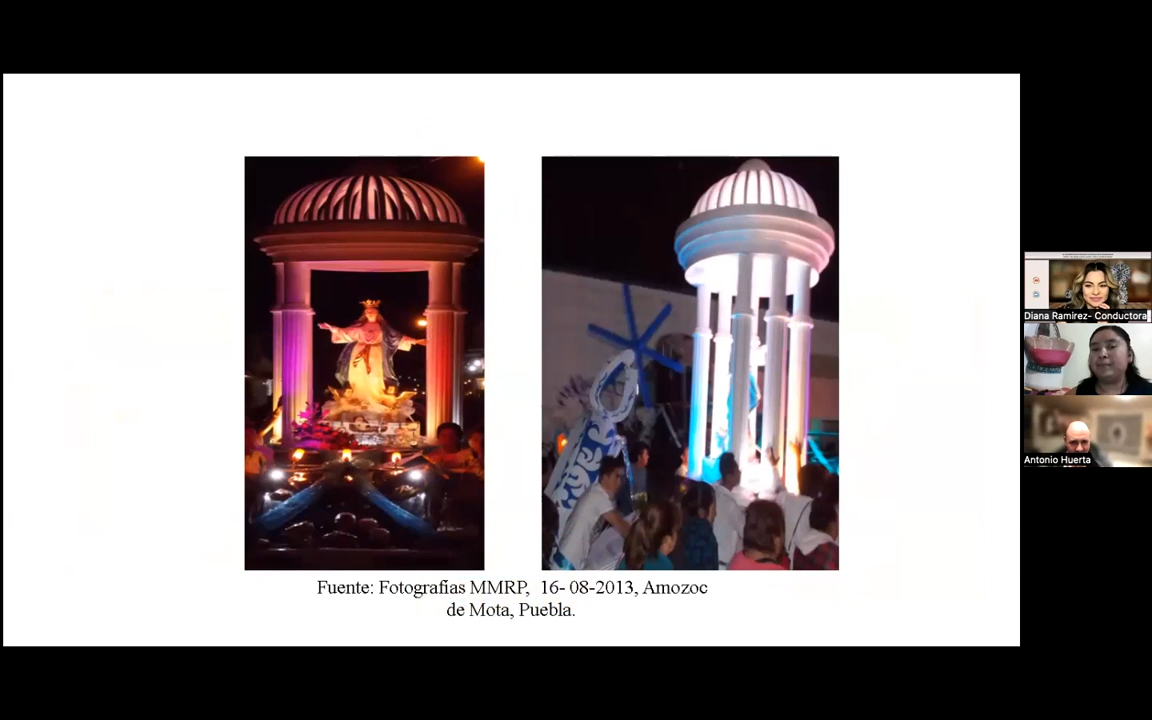 Fuente: Fotografías MMRP, 16- 08-2013, Amozoc
de Mota, Puebla.
Diana Ramirez- Conductora
Antonio Huerta